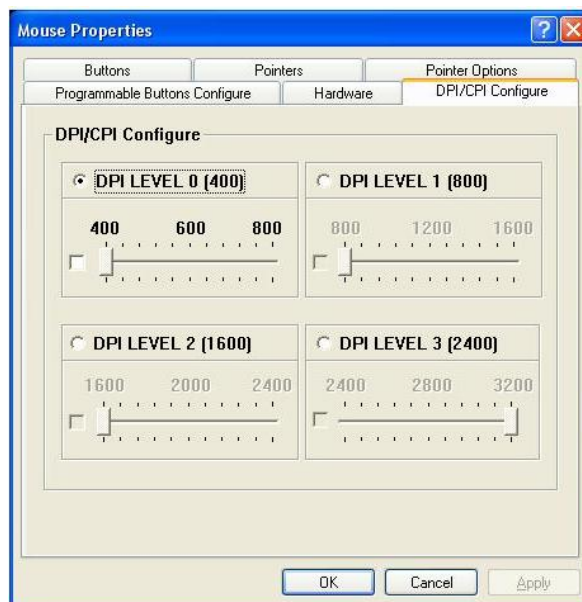 Mouse Properties
Buttons Pointers Pointer Options
Programmable Buttons Configure Hardware DPI/CPI Configure
DPI/CPI Configure
DPI LEVEL 0 (400) DPI LEVEL 1 (800)
400 600 800 800 1200 1600
DPI LEVEL 2 (1600) DPI LEVEL 3 (2400)
1600 2000 2400 2400 2800 3200
OK Cancel Apply